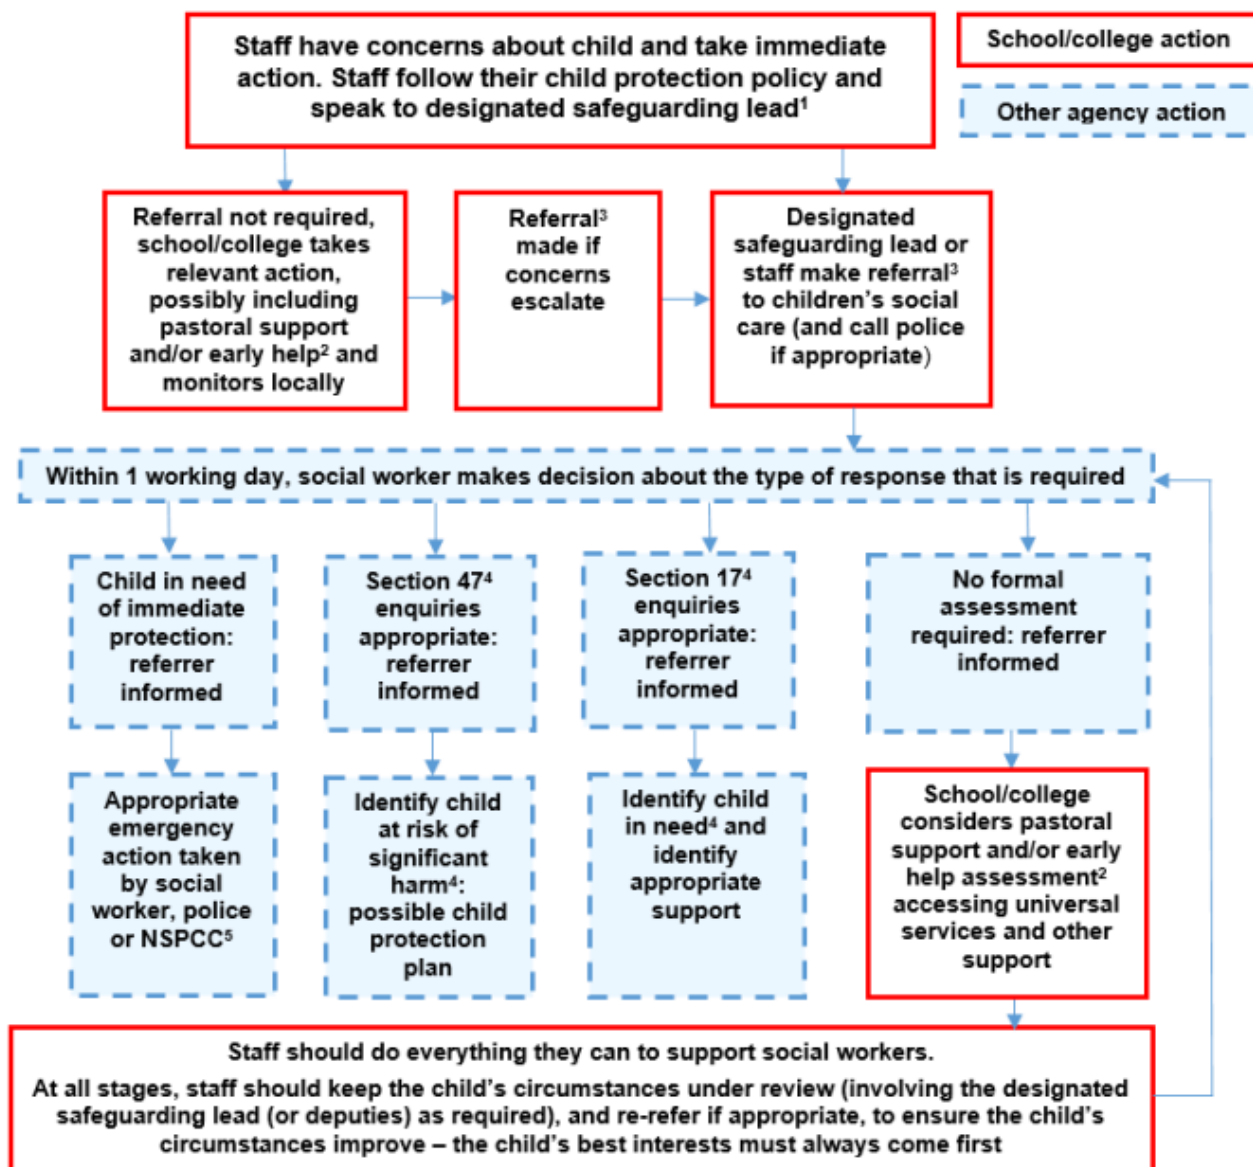 Staff have concerns about child and take immediate
action. Staff follow their child protection policy and
speak to designated safeguarding lead¹
School/college action
Other agency action
Referral not required,
school/college takes
relevant action,
possibly including
pastoral support
and/or early help² and
monitors locally
Referral³
made if
concerns
escalate
Designated
safeguarding lead or
staff make referral³
to children’s social
care (and call police
if appropriate)
Within 1 working day, social worker makes decision about the type of response that is required
Child in need
of immediate
protection:
referrer
informed
Section 47⁴
enquiries
appropriate:
referrer
informed
Section 17⁴
enquiries
appropriate:
referrer
informed
No formal
assessment
required: referrer
informed
Appropriate
emergency
action taken
by social
worker, police
or NSPCC⁵
Identify child
at risk of
significant
harm⁴:
possible child
protection
plan
Identify child
in need⁴ and
identify
appropriate
support
School/college
considers pastoral
support and/or early
help assessment²
accessing universal
services and other
support
Staff should do everything they can to support social workers.
At all stages, staff should keep the child’s circumstances under review (involving the designated
safeguarding lead (or deputies) as required), and re-refer if appropriate, to ensure the child’s
circumstances improve – the child’s best interests must always come first